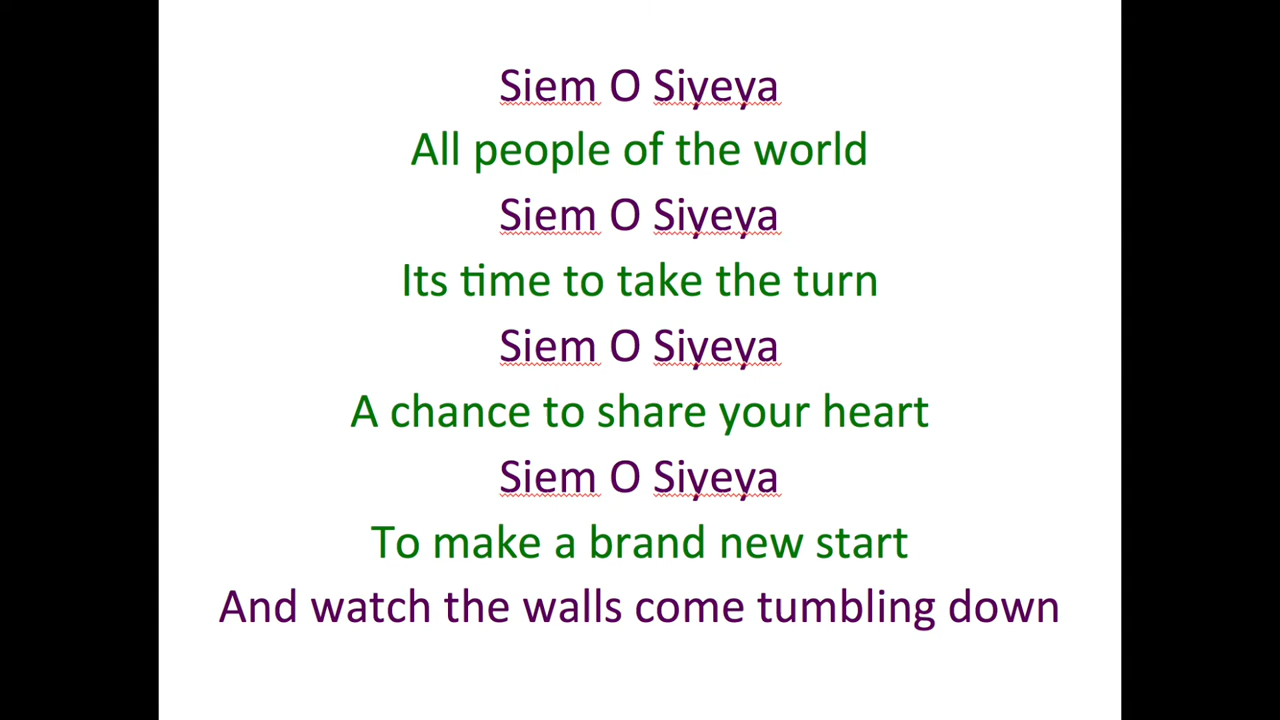 Siem O Siyeya
All people of the world
Siem O Siyeya
Its time to take the turn
Siem O Siyeya
A chance to share your heart
Siem O Siyeya
To make a brand new start
And watch the walls come tumbling down